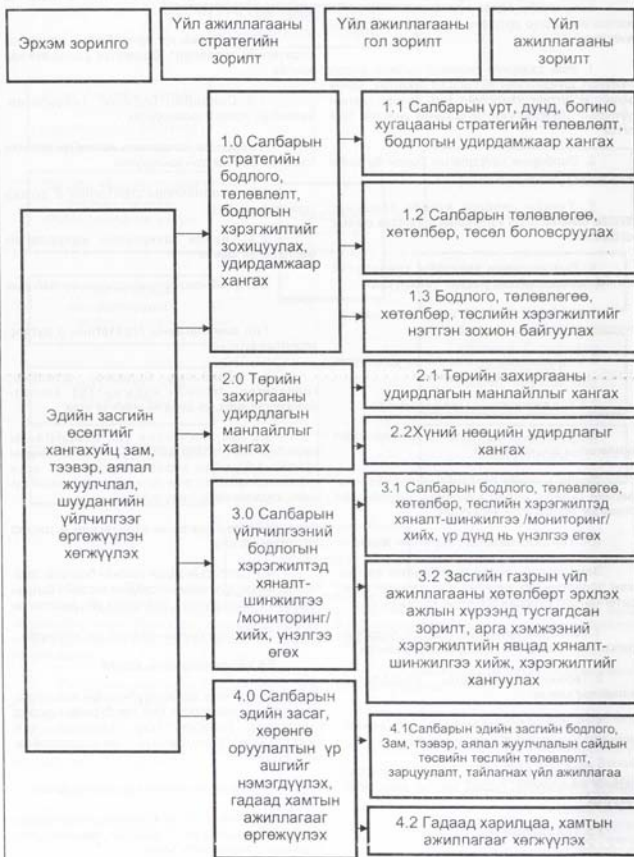 Эрхэм зорилго
Үйл ажиллагааны
стратегийн
зорилт
Үйл ажиллагааны
гол зорилт
Үйл
ажиллагааны
зорилт
Эдийн засгийн
өсөлтийг
хангахуйц зам,
тээвэр, аялал
жуулчлал,
шуудангийн
үйлчилгээг
өргөжүүлэн
хөгжүүлэх
1.0 Салбарын
стратегийн
бодлого,
төлөвлөлт,
бодлогын
хэрэгжилтийг
зохицуулах,
удирдамжаар
хангах
1.1 Салбарын урт, дунд, богино
хугацааны стратегийн төлөвлөлт,
бодлогын удирдамжаар хангах
1.2 Салбарын төлөвлөгөө,
хөтөлбөр, төсөл боловсруулах
1.3 Бодлого, төлөвлөгөө,
хөтөлбөр, төслийн хэрэгжилтийг
нэгтгэн зохион байгуулах
2.0 Төрийн
захиргааны
удирдлагын
манлайллыг
хангах
2.1 Төрийн захиргааны
удирдлагын манлайллыг хангах
2.2Хүний нөөцийн удирдлагыг
хангах
3.0 Салбарын
үйлчилгээний
бодлогын
хэрэгжилтэд
хяналт-
шинжилгээ
/мониторинг/
хийх, үнэлгээ
өгөх
3.1 Салбарын бодлого, төлөвлөгөө,
хөтөлбөр, төслийн хэрэгжилтэд
хяналт-шинжилгээ /мониторинг/
хийх, үр дүнд нь үнэлгээ өгөх
3.2 Засгийн газрын үйл
ажиллагааны хөтөлбөрт эрхлэх
ажлын хүрээнд тусгагдсан
зорилт, арга хэмжээний
хэрэгжилтийн явцад хяналт-
шинжилгээ хийж, хэрэгжилтийг
хангуулах
4.0 Салбарын
эдийн засаг,
хөрөнгө
оруулалтын үр
ашгийг
нэмэгдүүлэх,
гадаад хамтын
ажиллагааг
өргөжүүлэх
4.1Салбарын эдийн засгийн бодлого,
Зам, тээвэр, аялал жуулчлалын сайдын
төсвийн төслийн төлөвлөлт,
зарцуулалт, тайлагнах үйл ажиллагаа
4.2 Гадаад харилцаа, хамтын
ажиллагааг хөгжүүлэх